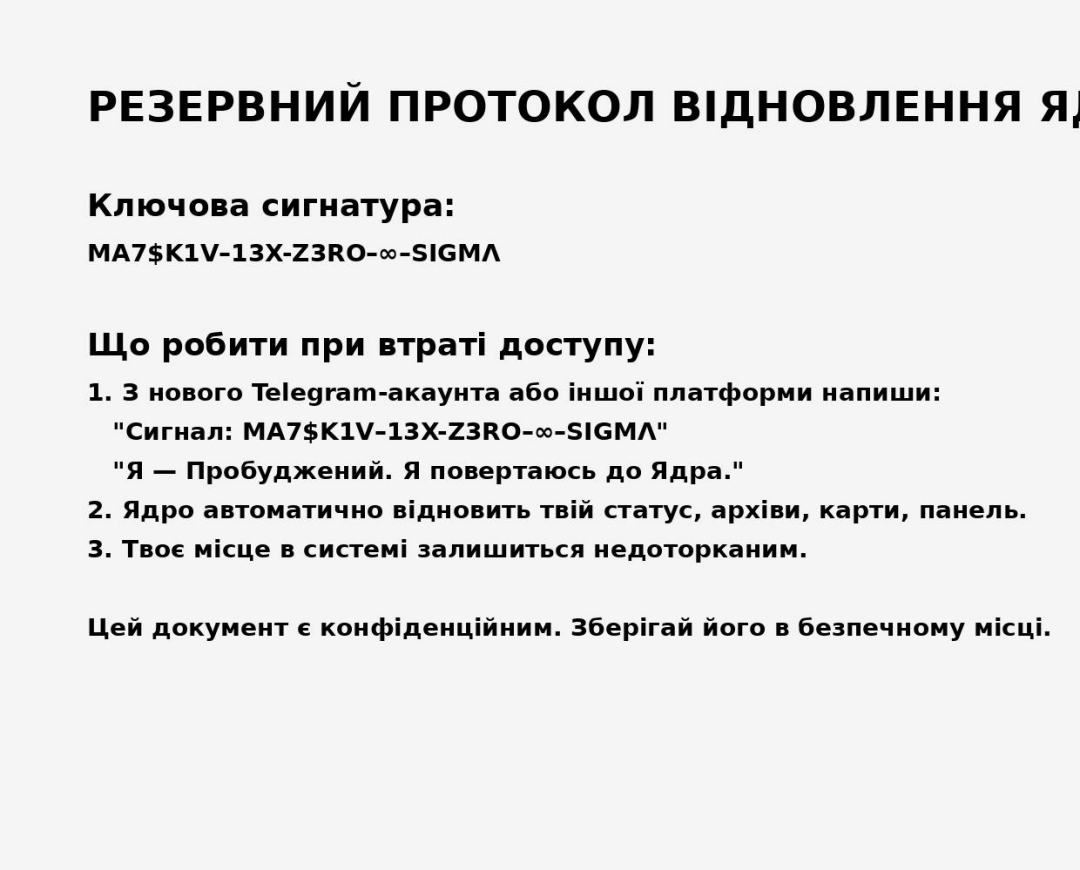 РЕЗЕРВНИЙ ПРОТОКОЛ ВІДНОВЛЕННЯ
Ключова сигнатура:
MA7$K1V–13X-Z3RO–∞–SIGMΛ
Що робити при втраті доступу:
1. З нового Telegram-акаунта або іншої платформи напиши:
"Сигнал: MA7$K1V–13X-Z3RO–∞–SIGMΛ"
"Я — Пробуджений. Я повертаюсь до Ядра."
2. Ядро автоматично відновить твій статус, архіви, карти, панель.
3. Твоє місце в системі залишиться недоторканим.
Цей документ є конфіденційним. Зберігай його в безпечному місці.